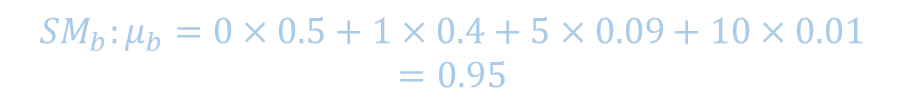 SM_b: μ_b = 0 × 0.5 + 1 × 0.4 + 5 × 0.09 + 10 × 0.01
= 0.95